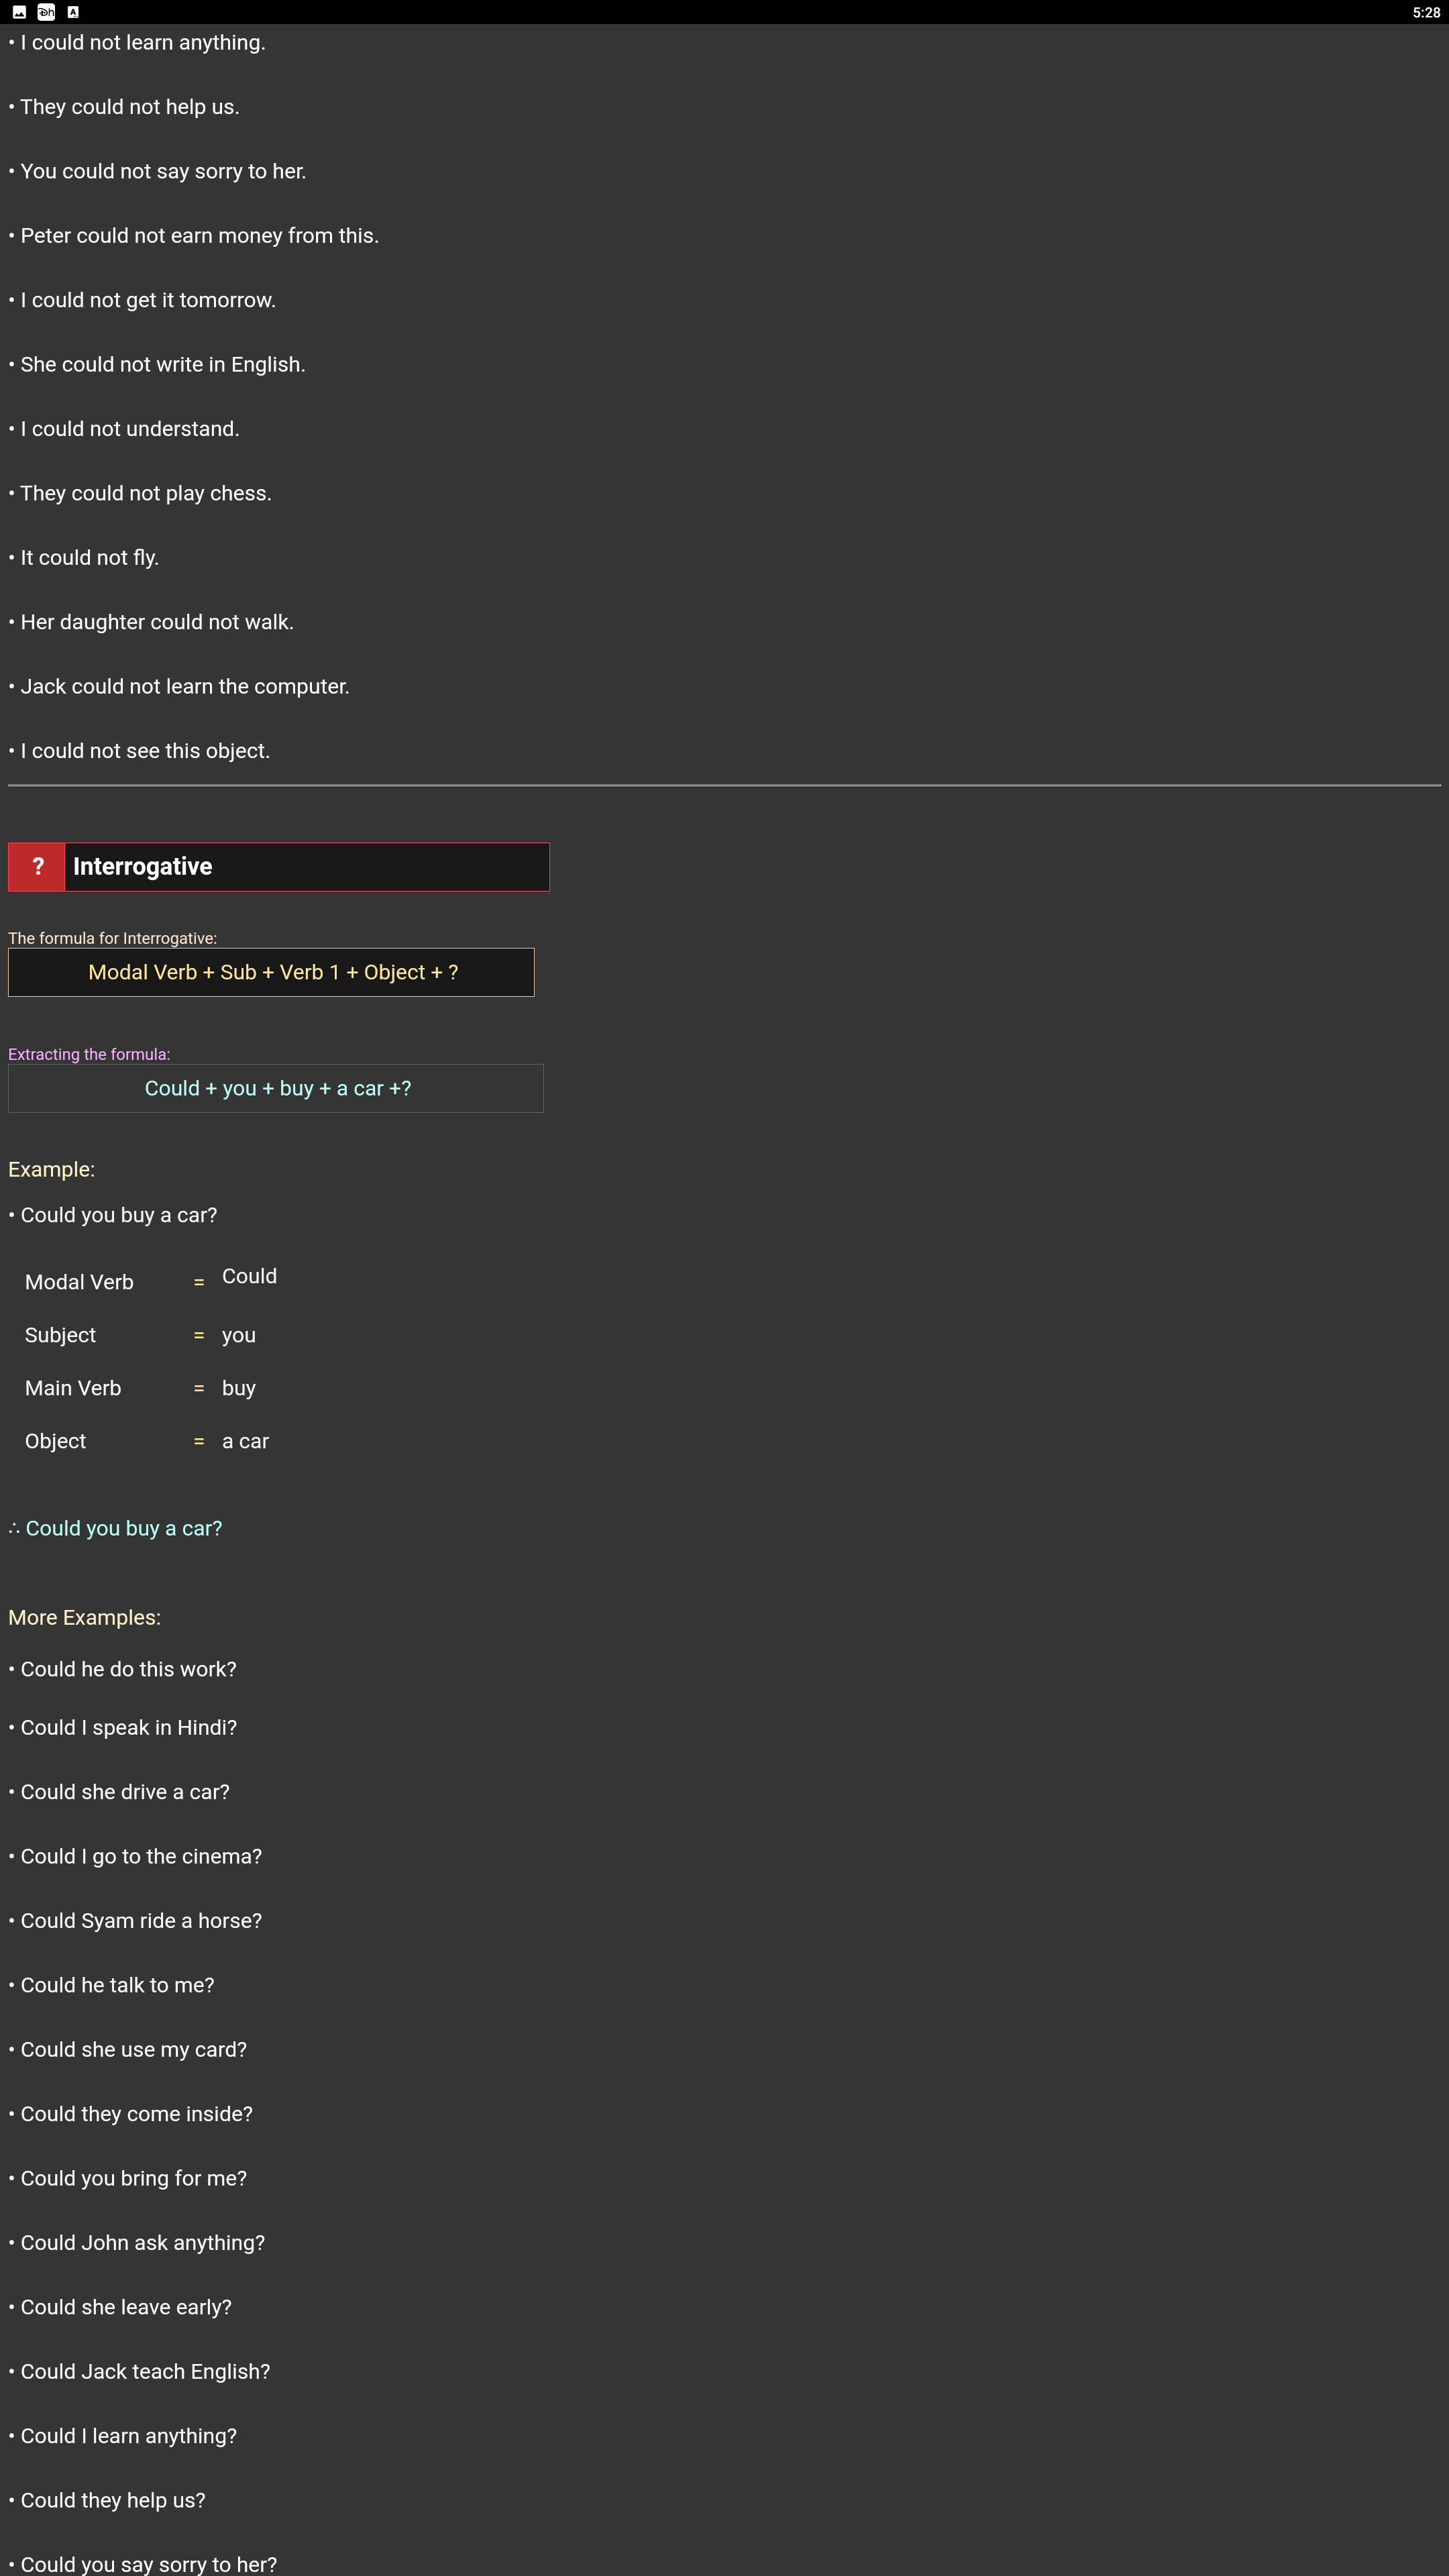 5:28
• I could not learn anything.
• They could not help us.
• You could not say sorry to her.
• Peter could not earn money from this.
• I could not get it tomorrow.
• She could not write in English.
• I could not understand.
• They could not play chess.
• It could not fly.
• Her daughter could not walk.
• Jack could not learn the computer.
• I could not see this object.
? Interrogative
The formula for Interrogative:
Modal Verb + Sub + Verb 1 + Object + ?
Extracting the formula:
Could + you + buy + a car +?
Example:
• Could you buy a car?
Modal Verb = Could
Subject = you
Main Verb = buy
Object = a car
∴ Could you buy a car?
More Examples:
• Could he do this work?
• Could I speak in Hindi?
• Could she drive a car?
• Could I go to the cinema?
• Could Syam ride a horse?
• Could he talk to me?
• Could she use my card?
• Could they come inside?
• Could you bring for me?
• Could John ask anything?
• Could she leave early?
• Could Jack teach English?
• Could I learn anything?
• Could they help us?
• Could you say sorry to her?